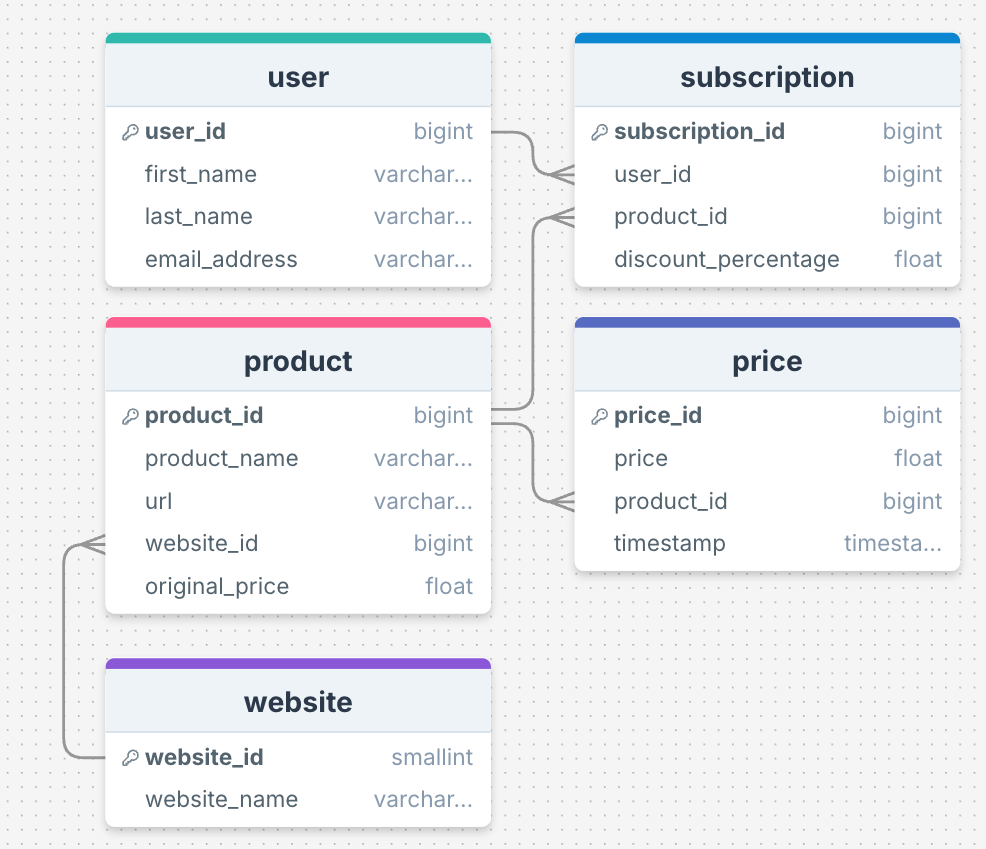 user
user_id bigint
first_name varchar...
last_name varchar...
email_address varchar...
subscription
subscription_id bigint
user_id bigint
product_id bigint
discount_percentage float
product
product_id bigint
product_name varchar...
url varchar...
website_id bigint
original_price float
price
price_id bigint
price float
product_id bigint
timestamp timesta...
website
website_id smallint
website_name varchar...